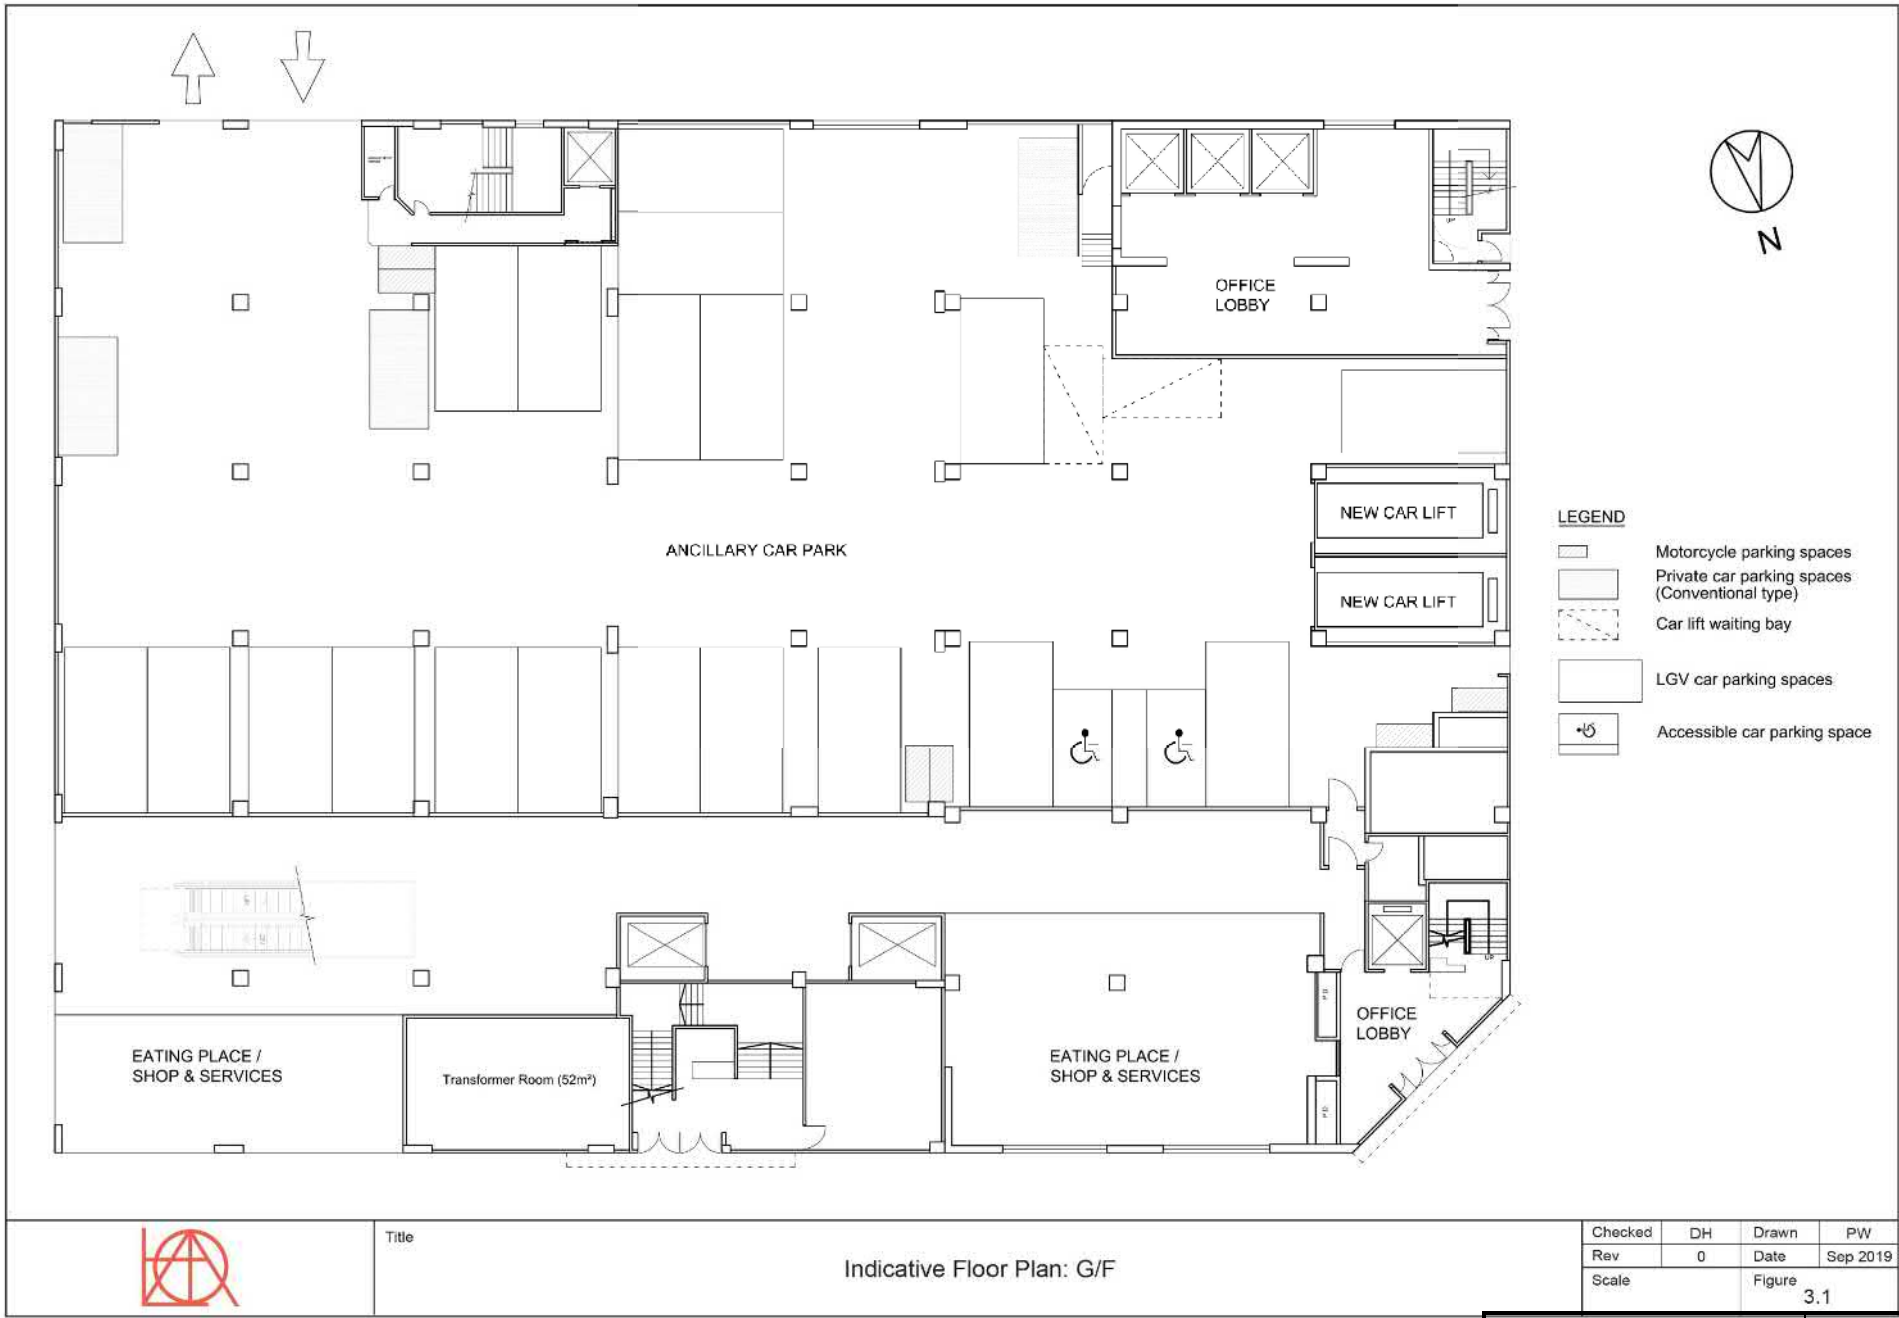 N
OFFICE
LOBBY
UP
NEW CAR LIFT
ANCILLARY CAR PARK
NEW CAR LIFT
LEGEND
Motorcycle parking spaces
Private car parking spaces
(Conventional type)
Car lift waiting bay
LGV car parking spaces
Accessible car parking space
UP
P.D.
OFFICE
LOBBY
EATING PLACE /
SHOP & SERVICES
Transformer Room (52m²)
EATING PLACE /
SHOP & SERVICES
P.D.
Title
Indicative Floor Plan: G/F
Checked DH Drawn PW
Rev 0 Date Sep 2019
Scale Figure
3.1